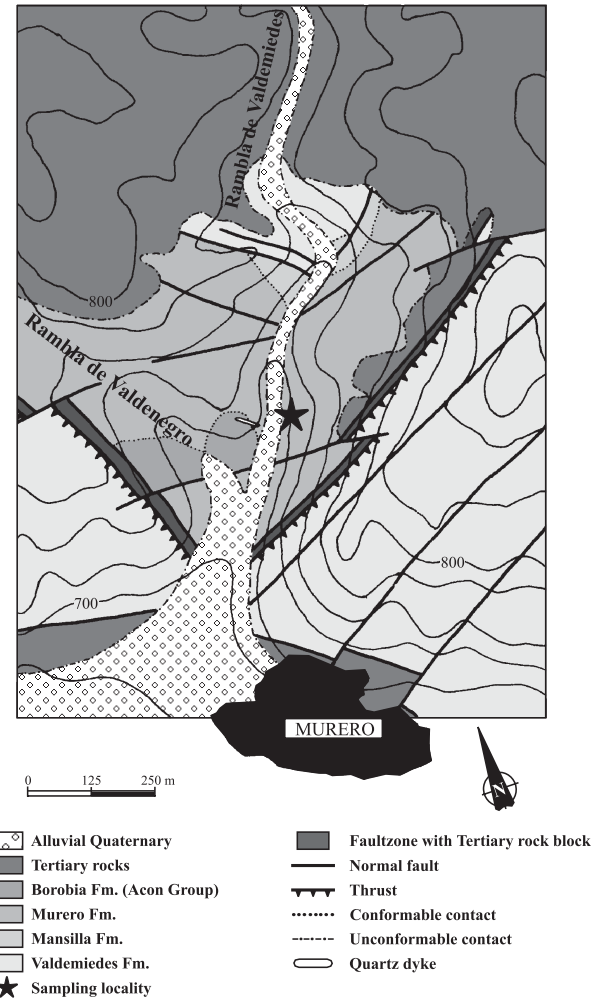 Rambla de Valdemiedes
800
Rambla de Valdenegro
800
700
MURERO
0 125 250 m
N
Alluvial Quaternary
Tertiary rocks
Borobia Fm. (Acon Group)
Murero Fm.
Mansilla Fm.
Valdemiedes Fm.
Sampling locality
Faultzone with Tertiary rock block
Normal fault
Thrust
Conformable contact
Unconformable contact
Quartz dyke